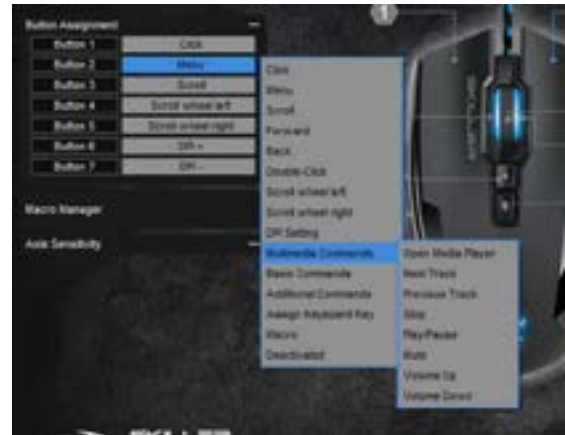 Button Assignment
Button 1 Click
Button 2 Menu
Button 3 Scroll
Button 4 Scroll wheel left
Button 5 Scroll wheel right
Button 6 DPI +
Button 7 DPI -
Macro Manager
Axis Sensitivity
Click
Menu
Scroll
Forward
Back
Double-Click
Scroll wheel left
Scroll wheel right
DPI Setting
Multimedia Commands
Basic Commands
Additional Commands
Assign Keyboard Key
Macro
Deactivated
Open Media Player
Next Track
Previous Track
Stop
Play/Pause
Mute
Volume Up
Volume Down
1